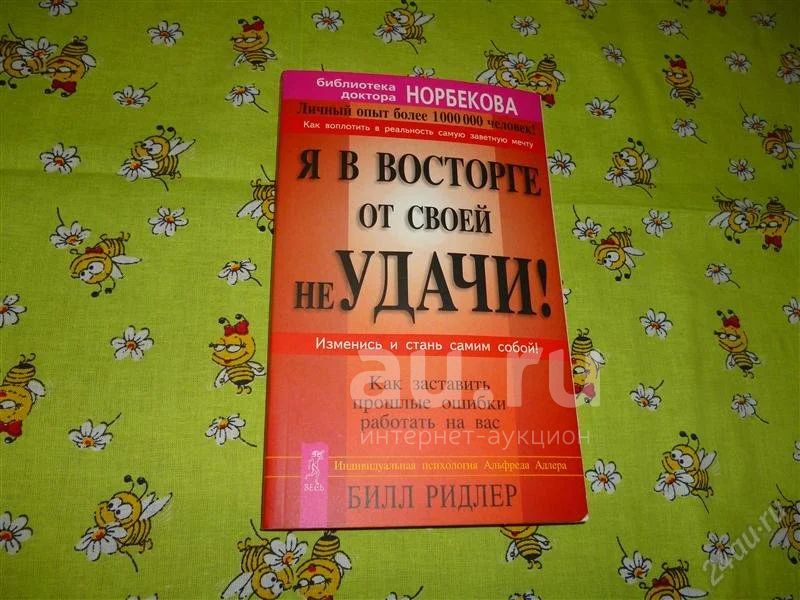 библиотека
доктора НОРБЕКОВА
Личный опыт более 1000 000 человек!
Как воплотить в реальность самую заветную мечту
Я В ВОСТОРГЕ
ОТ СВОЕЙ
НЕ УДАЧИ!
Изменись и стань самим собой!
au.ru
Как заставить
прошлые ошибки
работать на вас
интернет-аукцион
Индивидуальная психология Альфреда Адлера
ВЕСЬ
БИЛЛ РИДЛЕР
24au.ru